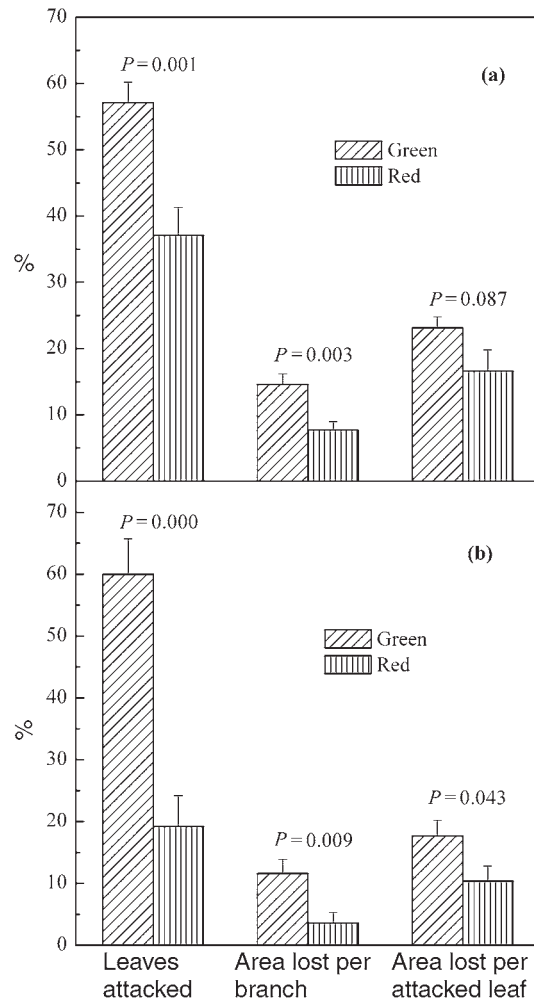 70
P = 0.001
(a)
60
Green
Red
50
40
%
30
P = 0.087
P = 0.003
20
10
0
70
P = 0.000
(b)
60
Green
Red
50
40
%
30
P = 0.043
20
P = 0.009
10
0
Leaves attacked
Area lost per branch
Area lost per attacked leaf